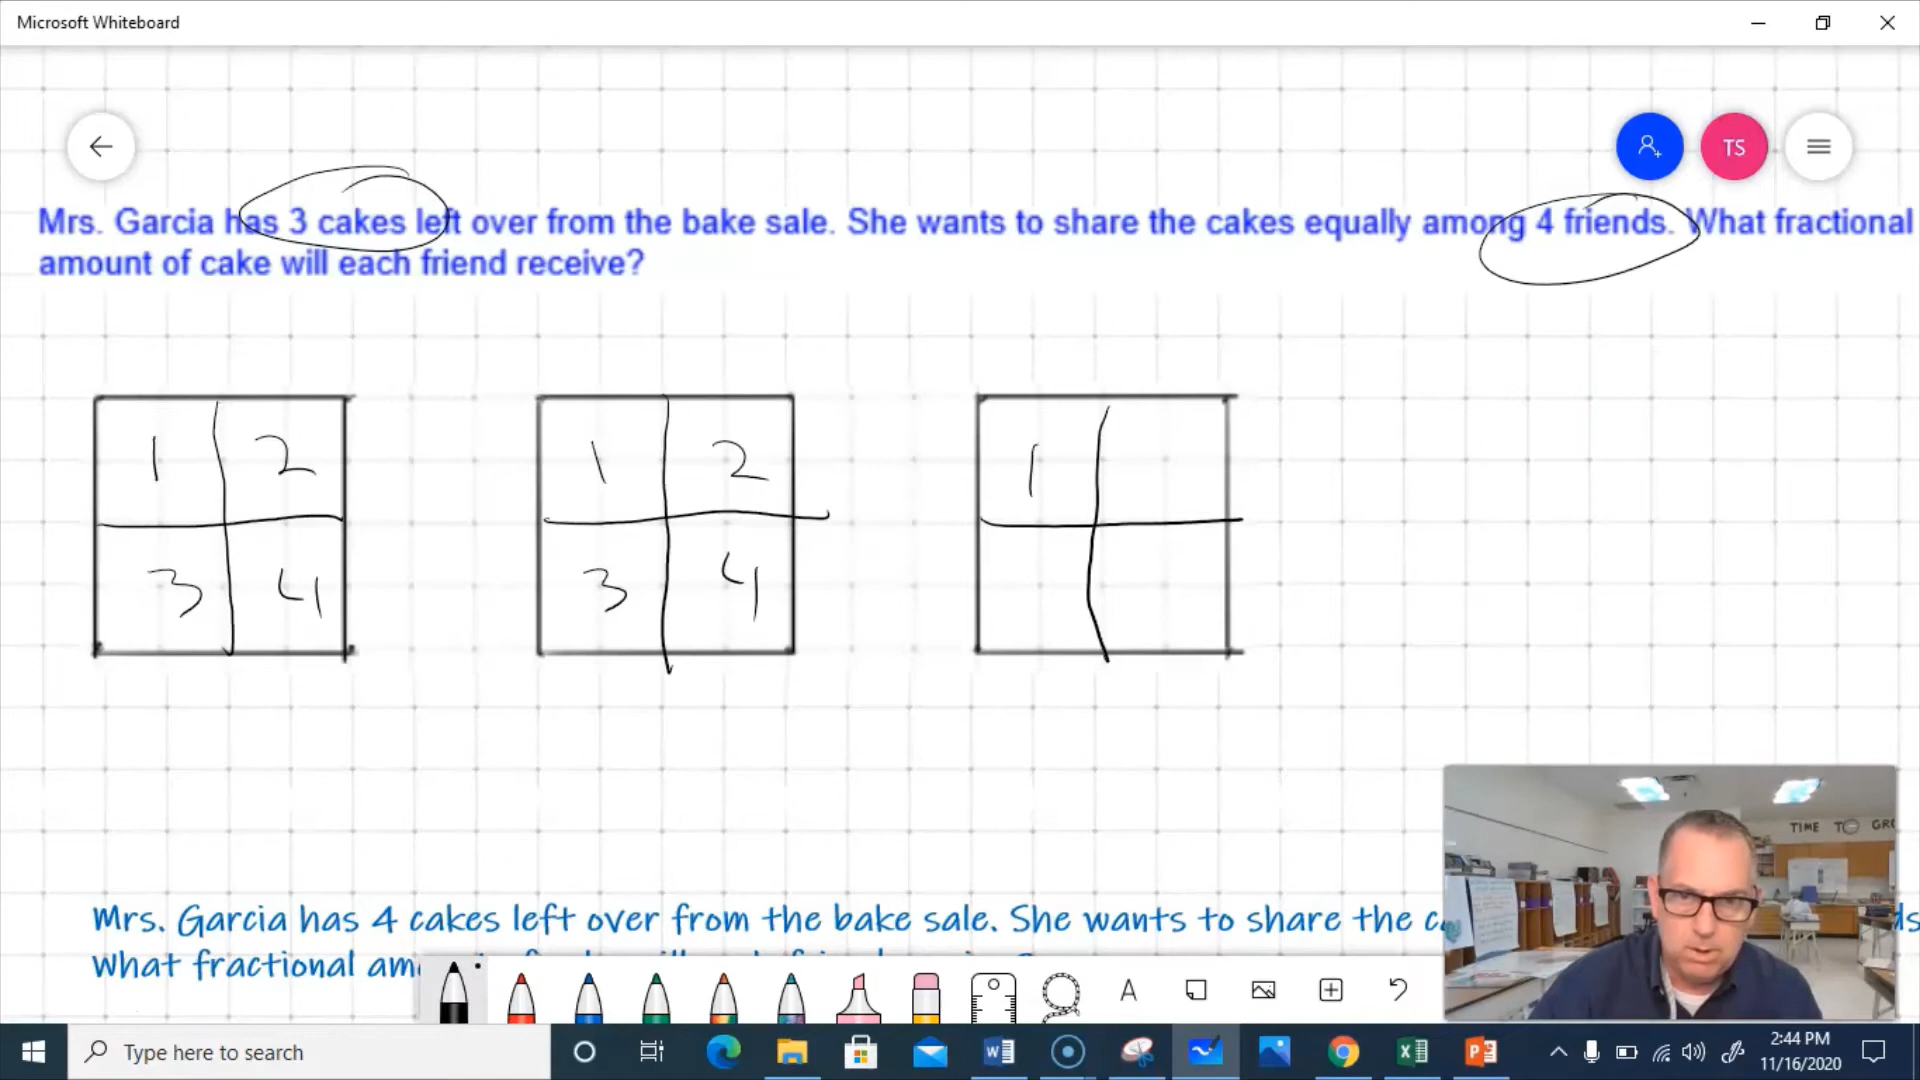 Microsoft Whiteboard
TS
Mrs. Garcia has 3 cakes left over from the bake sale. She wants to share the cakes equally among 4 friends. What fractional
amount of cake will each friend receive?
1 2 1 2 1
3 4 3 4
TIME TO GRO
Mrs. Garcia has 4 cakes left over from the bake sale. She wants to share the
What fractional
A
Type here to search
2:44 PM
11/16/2020